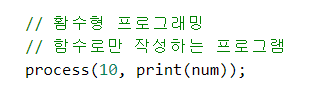 // 홤수형 프로그래밍
// 함수로만 작성하는 프로그램
process(10, print(num));